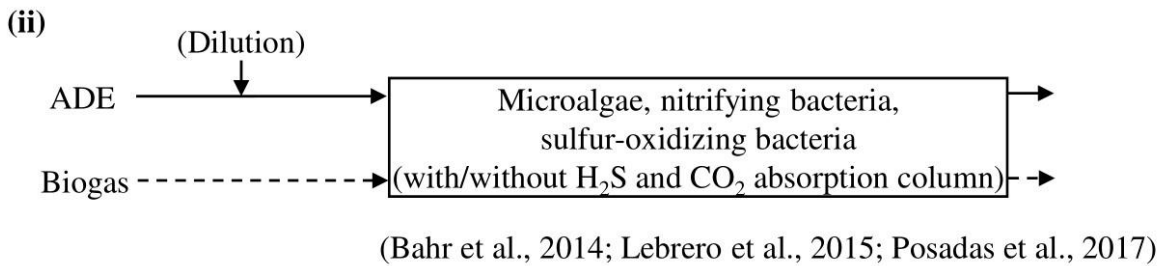 (ii)
(Dilution)
ADE
Microalgae, nitrifying bacteria,
sulfur-oxidizing bacteria
Biogas
(with/without H₂S and CO₂ absorption column)
(Bahr et al., 2014; Lebrero et al., 2015; Posadas et al., 2017)